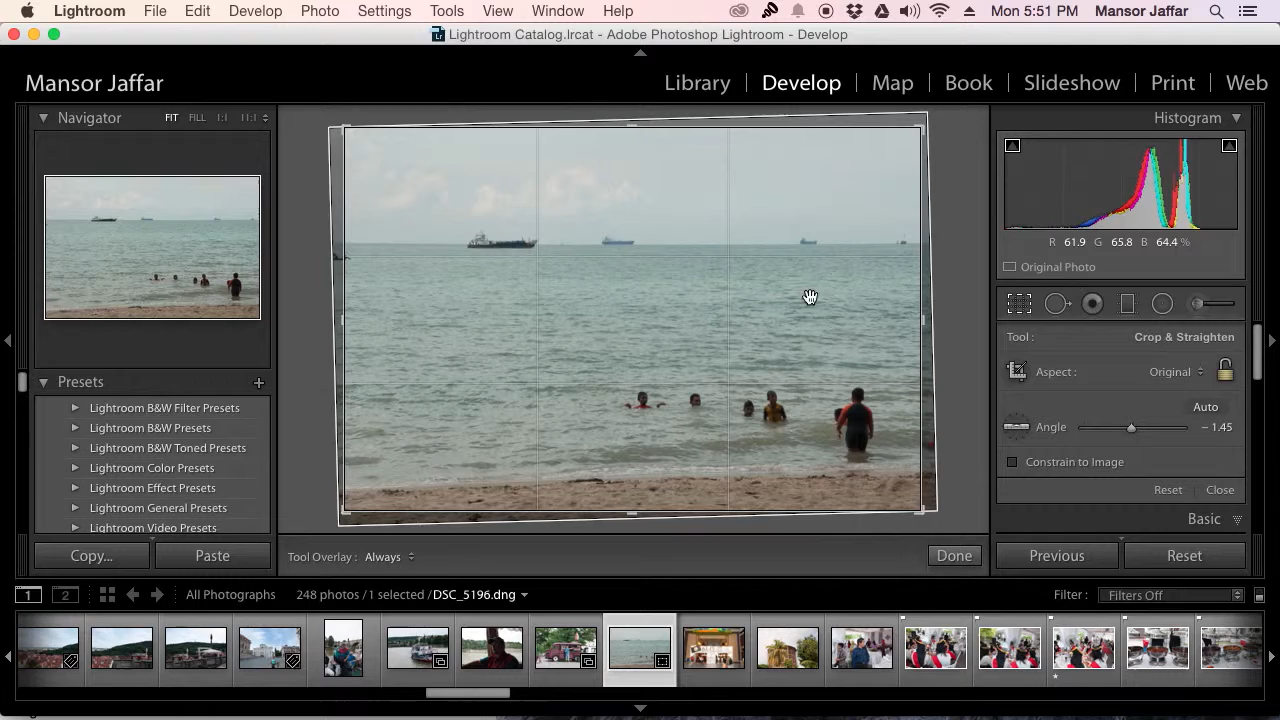 Lightroom File Edit Develop Photo Settings Tools View Window Help Mon 5:51 PM Mansor Jaffar
Lightroom Catalog.lrcat - Adobe Photoshop Lightroom - Develop
Mansor Jaffar Library Develop Map Book Slideshow Print Web
Navigator FIT FILL 1:1 11:1
Histogram
R 61.9 G 65.8 B 64.4 %
Original Photo
Tool : Crop & Straighten
Aspect : Original
Auto
Angle − 1.45
Constrain to Image
Reset Close
Basic
Presets
Lightroom B&W Filter Presets
Lightroom B&W Presets
Lightroom B&W Toned Presets
Lightroom Color Presets
Lightroom Effect Presets
Lightroom General Presets
Lightroom Video Presets
Copy... Paste Tool Overlay : Always Done Previous Reset
1 2 All Photographs 248 photos / 1 selected / DSC_5196.dng Filter : Filters Off